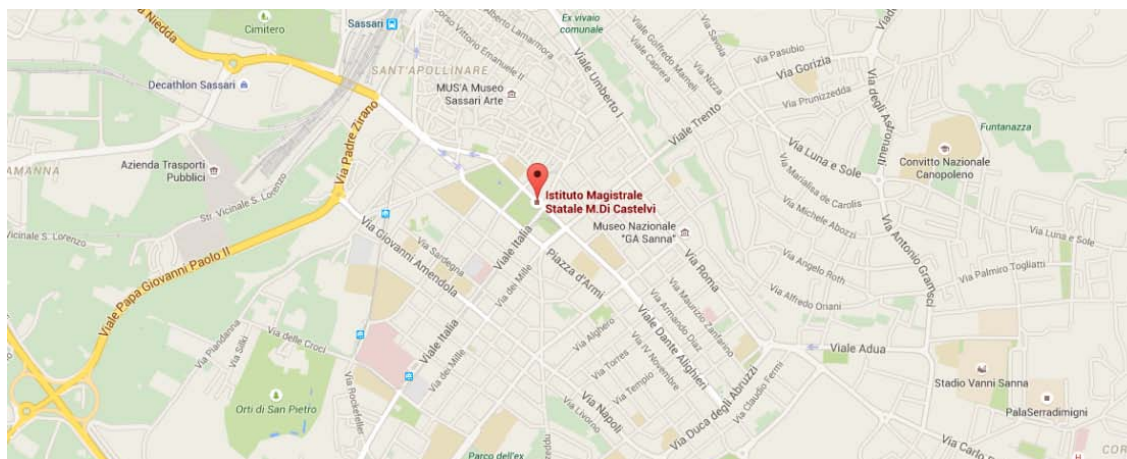 Via Niedda
Cimitero
Sassari
Ex vivaio
comunale
Corso Vittorio Emanuele II
Alberto Lamarmora
Viale Goffredo Mameli
Viale Caprera
Via Savoia
Via Nizza
Via Pasubio
Via Gorizia
Via Prunizzedda
SANT'APOLLINARE
Decathlon Sassari
MUS'A Museo
Sassari Arte
Viale Umberto I
Viale Trento
Via degli Astronauti
Funtanazza
Via Padre Zirano
Azienda Trasporti
Pubblici
AMANNA
Via Luna e Sole
Convitto Nazionale
Canopoleno
Via Marialisa de Carolis
Via Michele Abozzi
Istituto Magistrale
Statale M.Di Castelvi
Str. Vicinale S. Lorenzo
Vicinale S. Lorenzo
Museo Nazionale
"GA Sanna"
Via Luna e Sole
Via Antonio Gramsci
Viale Papa Giovanni Paolo II
Via Giovanni Amendola
Via Sardegna
Viale Italia
Via dei Mille
Piazza d'Armi
Via Roma
Via Angelo Roth
Via Palmiro Togliatti
Via Alfredo Oriani
Via Maurizio Zanfarino
Via Armando Diaz
Viale Dante Alighieri
Via Alghero
Via IV Novembre
Via Torres
Via Tempio
Via Piandanna
Via Silki
Via delle Croci
Viale Italia
Via dei Mille
Via Rockefeller
Orti di San Pietro
Viale Adua
Stadio Vanni Sanna
PalaSerradimigni
Via Claudio Fermi
Via Duca degli Abruzzi
Via Napoli
Via Livorno
Parco dell'ex
Via Carlo
H
COR